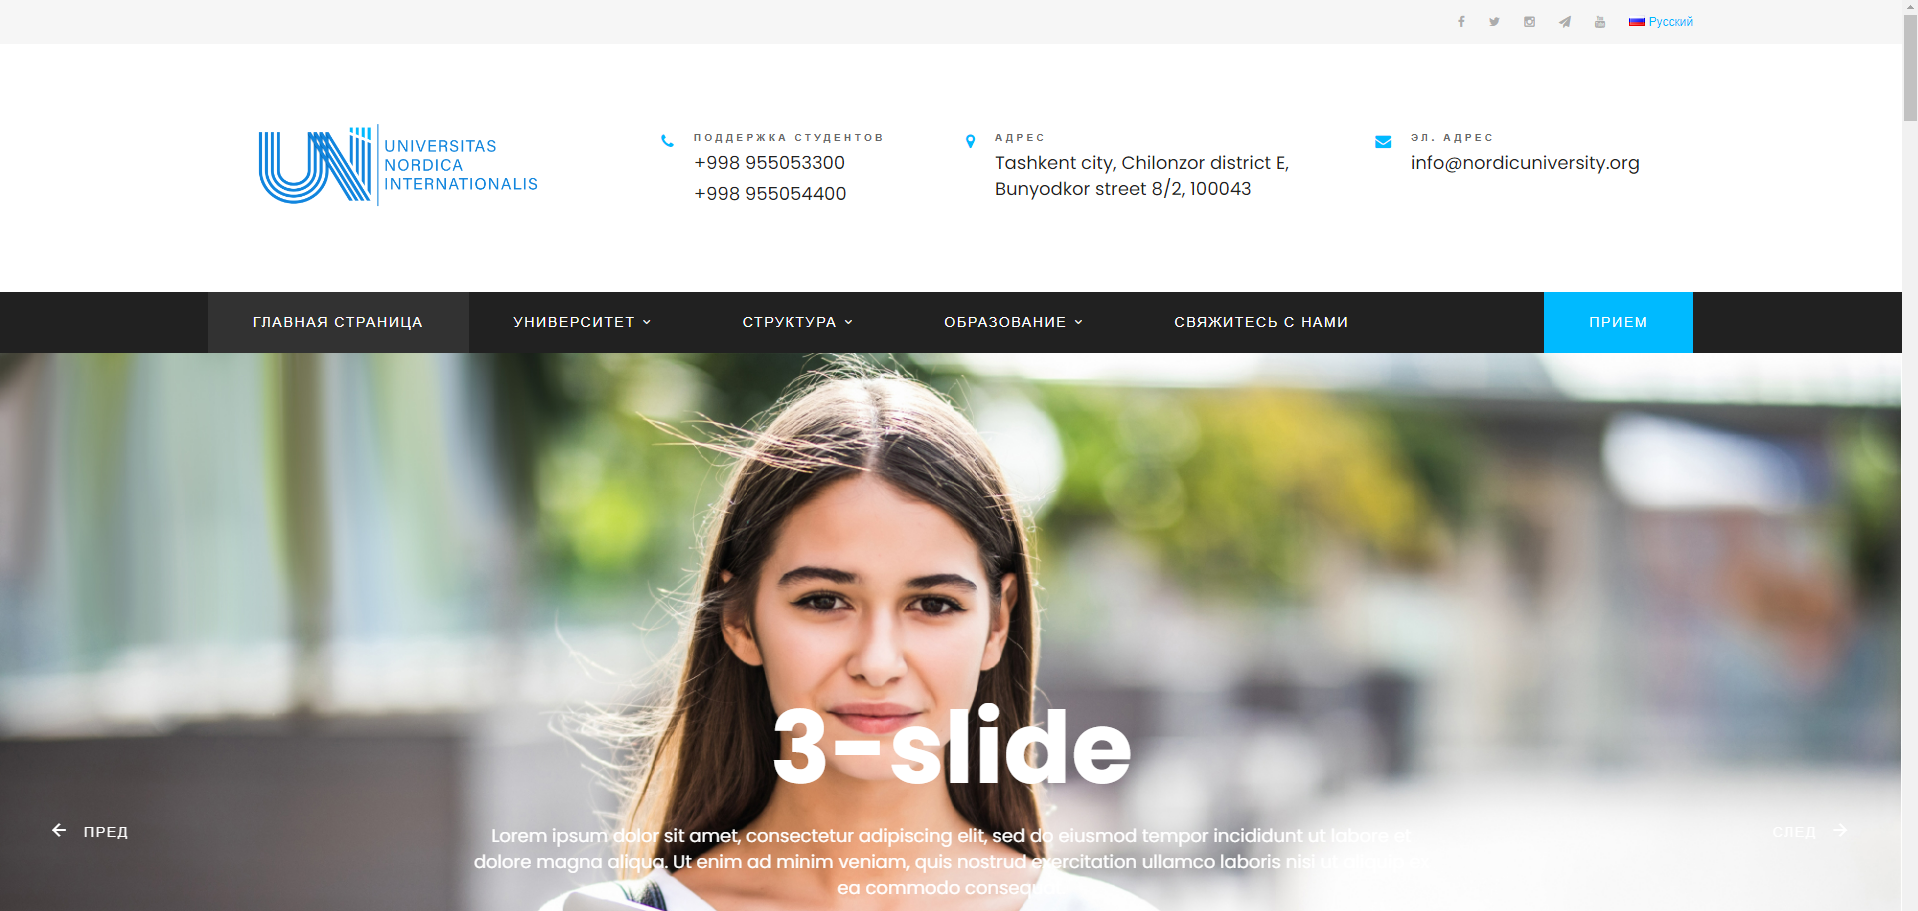 Русский
UNIVERSITAS
NORDICA
INTERNATIONALIS
ПОДДЕРЖКА СТУДЕНТОВ
+998 955053300
+998 955054400
АДРЕС
Tashkent city, Chilonzor district E,
Bunyodkor street 8/2, 100043
ЭЛ. АДРЕС
info@nordicuniversity.org
ГЛАВНАЯ СТРАНИЦА
УНИВЕРСИТЕТ
СТРУКТУРА
ОБРАЗОВАНИЕ
СВЯЖИТЕСЬ С НАМИ
ПРИЕМ
3-slide
Lorem ipsum dolor sit amet, consectetur adipiscing elit, sed do eiusmod tempor incididunt ut labore et
dolore magna aliqua. Ut enim ad minim veniam, quis nostrud exercitation ullamco laboris nisi ut aliquip ex
ea commodo consequat.
ПРЕД
СЛЕД